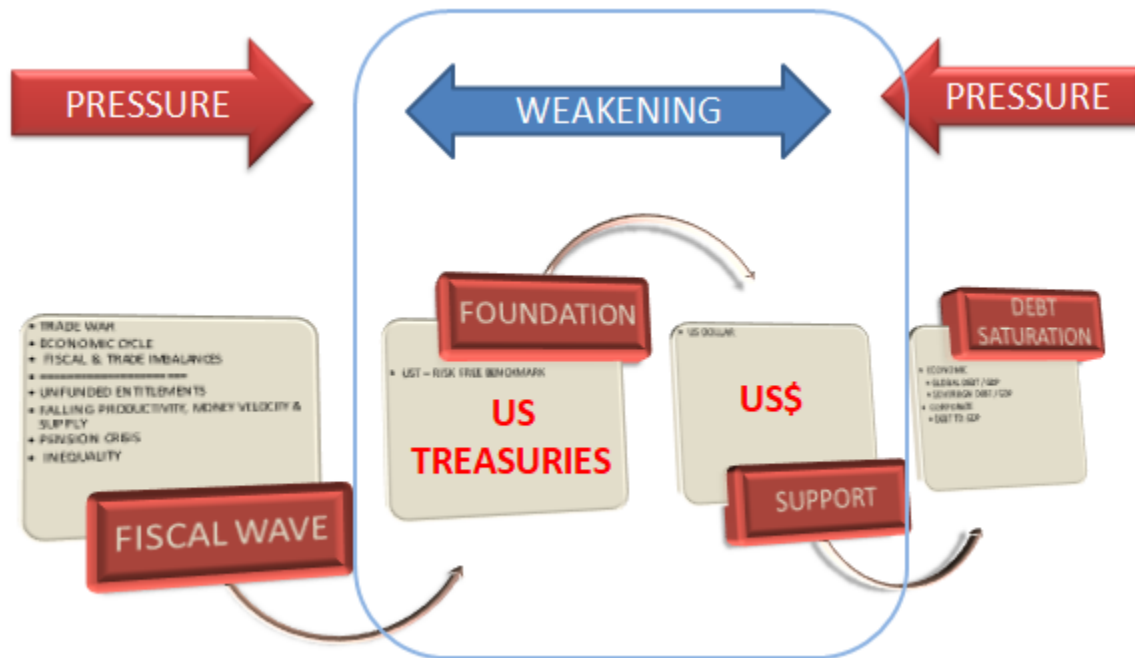 PRESSURE
WEAKENING
PRESSURE
• TRADE WAR
• ECONOMIC CYCLE
• FISCAL & TRADE IMBALANCES
• UNFUNDED ENTITLEMENTS
• FALLING PRODUCTIVITY, MONEY VELOCITY &
SUPPLY
• PENSION CRISIS
• INEQUALITY
FISCAL WAVE
FOUNDATION
• UST – RISK FREE BENCHMARK
US
TREASURIES
• US DOLLAR
US$
SUPPORT
DEBT
SATURATION
• ECONOMIC
• GLOBAL DEBT / GDP
• SOVEREIGN DEBT / GDP
• CORPORATE
• DEBT TO GDP